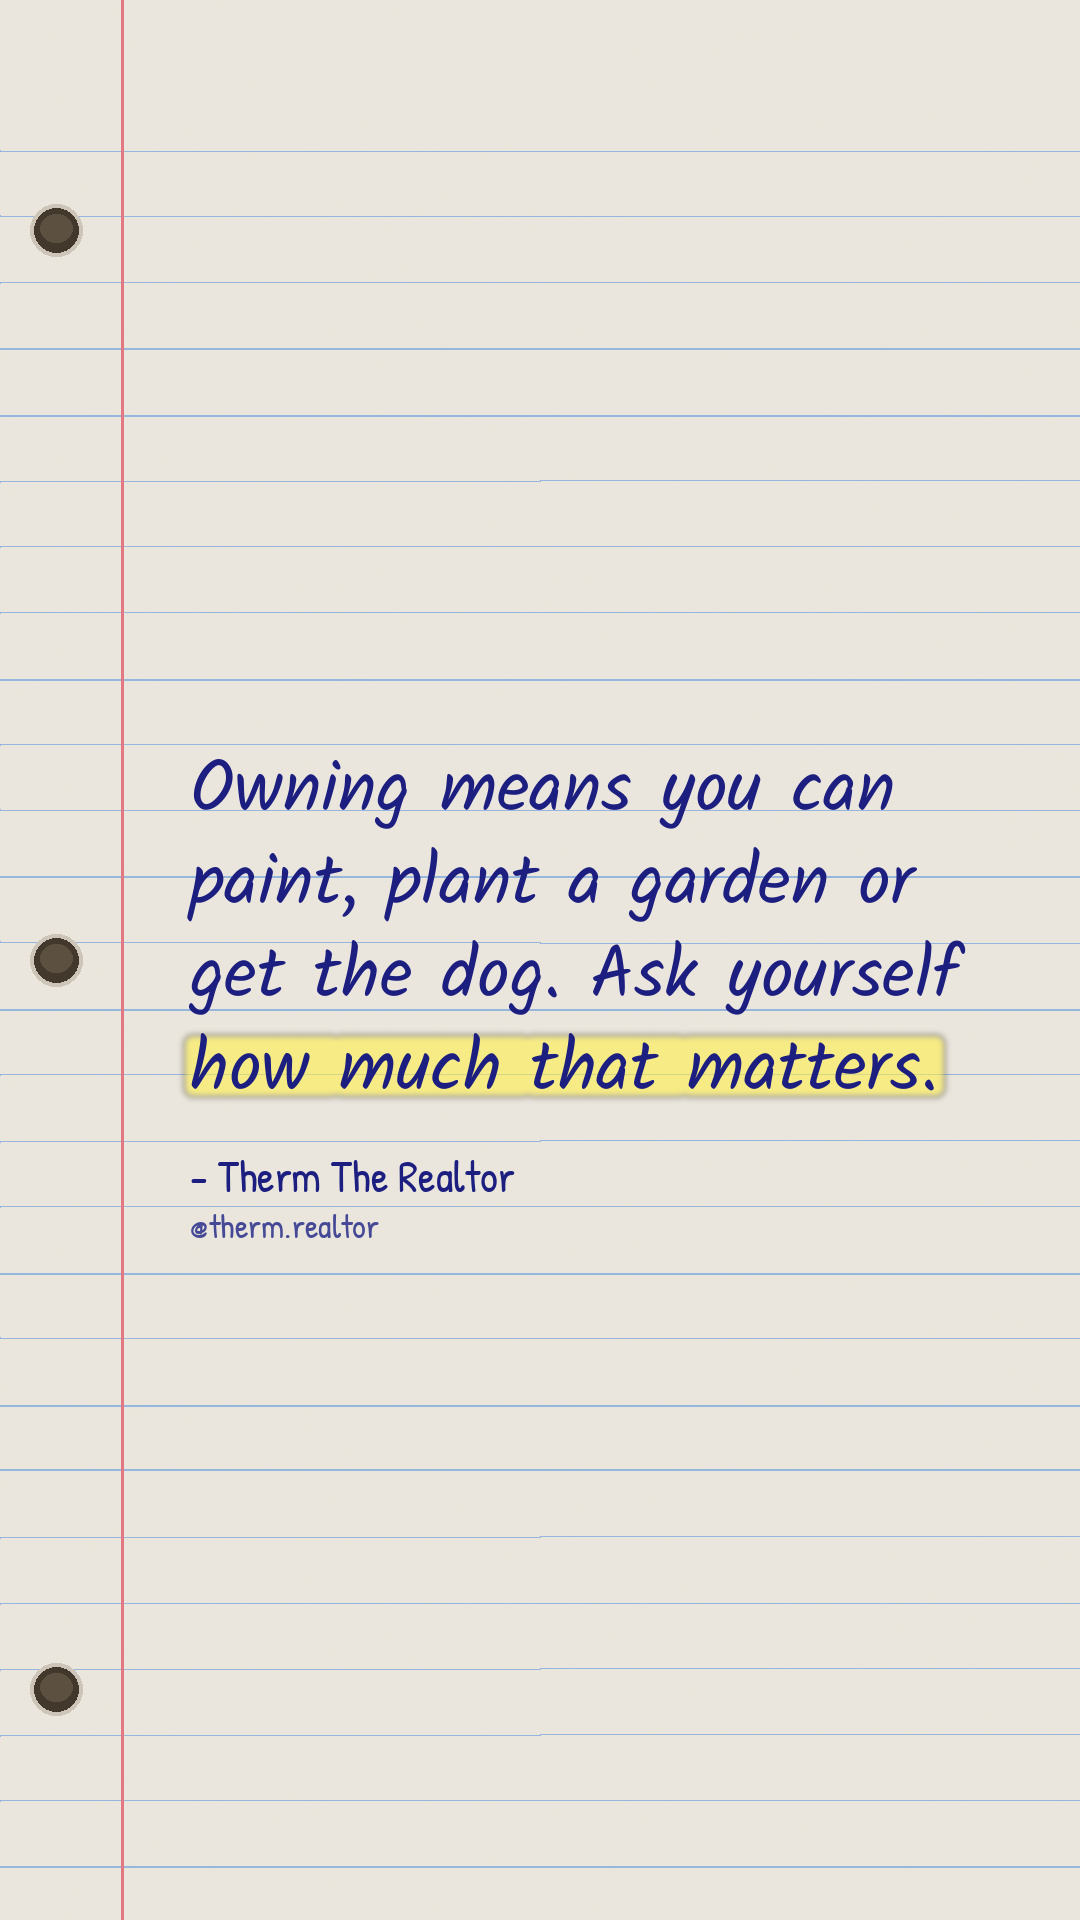 Owning means you can
paint, plant a garden or
get the dog. Ask yourself
how much that matters.
- Therm The Realtor
@therm.realtor